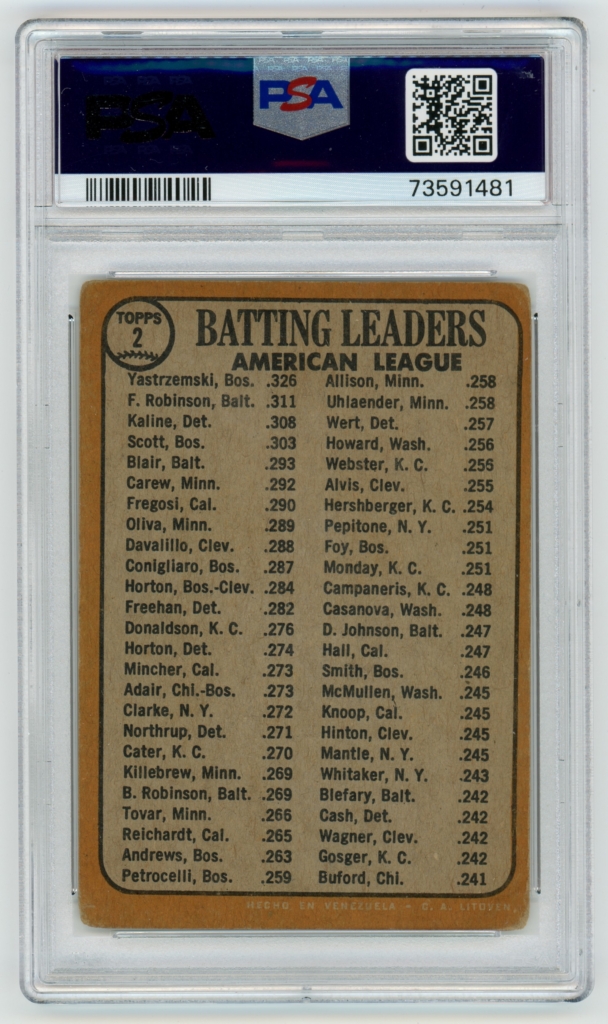 PSA
PSA
73591481
TOPPS
2
BATTING LEADERS
AMERICAN LEAGUE
Yastrzemski, Bos. .326 Allison, Minn. .258
F. Robinson, Balt. .311 Uhlaender, Minn. .258
Kaline, Det. .308 Wert, Det. .257
Scott, Bos. .303 Howard, Wash. .256
Blair, Balt. .293 Webster, K. C. .256
Carew, Minn. .292 Alvis, Clev. .255
Fregosi, Cal. .290 Hershberger, K. C. .254
Oliva, Minn. .289 Pepitone, N. Y. .251
Davalillo, Clev. .288 Foy, Bos. .251
Conigliaro, Bos. .287 Monday, K. C. .251
Horton, Bos.-Clev. .284 Campaneris, K. C. .248
Freehan, Det. .282 Casanova, Wash. .248
Donaldson, K. C. .276 D. Johnson, Balt. .247
Horton, Det. .274 Hall, Cal. .247
Mincher, Cal. .273 Smith, Bos. .246
Adair, Chi.-Bos. .273 McMullen, Wash. .245
Clarke, N. Y. .272 Knoop, Cal. .245
Northrup, Det. .271 Hinton, Clev. .245
Cater, K. C. .270 Mantle, N. Y. .245
Killebrew, Minn. .269 Whitaker, N. Y. .243
B. Robinson, Balt. .269 Blefary, Balt. .242
Tovar, Minn. .266 Cash, Det. .242
Reichardt, Cal. .265 Wagner, Clev. .242
Andrews, Bos. .263 Gosger, K. C. .242
Petrocelli, Bos. .259 Buford, Chi. .241
HECHO EN VENEZUELA - C. A. LITOVEN